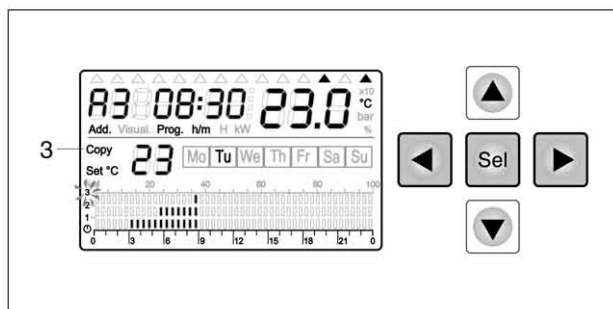 x10
A3 08:30 23.0 °C
bar
Add. Visual. Prog. h/m H kW %
3 Copy
Set °C 23 Mo Tu We Th Fr Sa Su
20 40 60 80 100
3
2
1
0 3 6 9 12 15 18 21 0
Sel